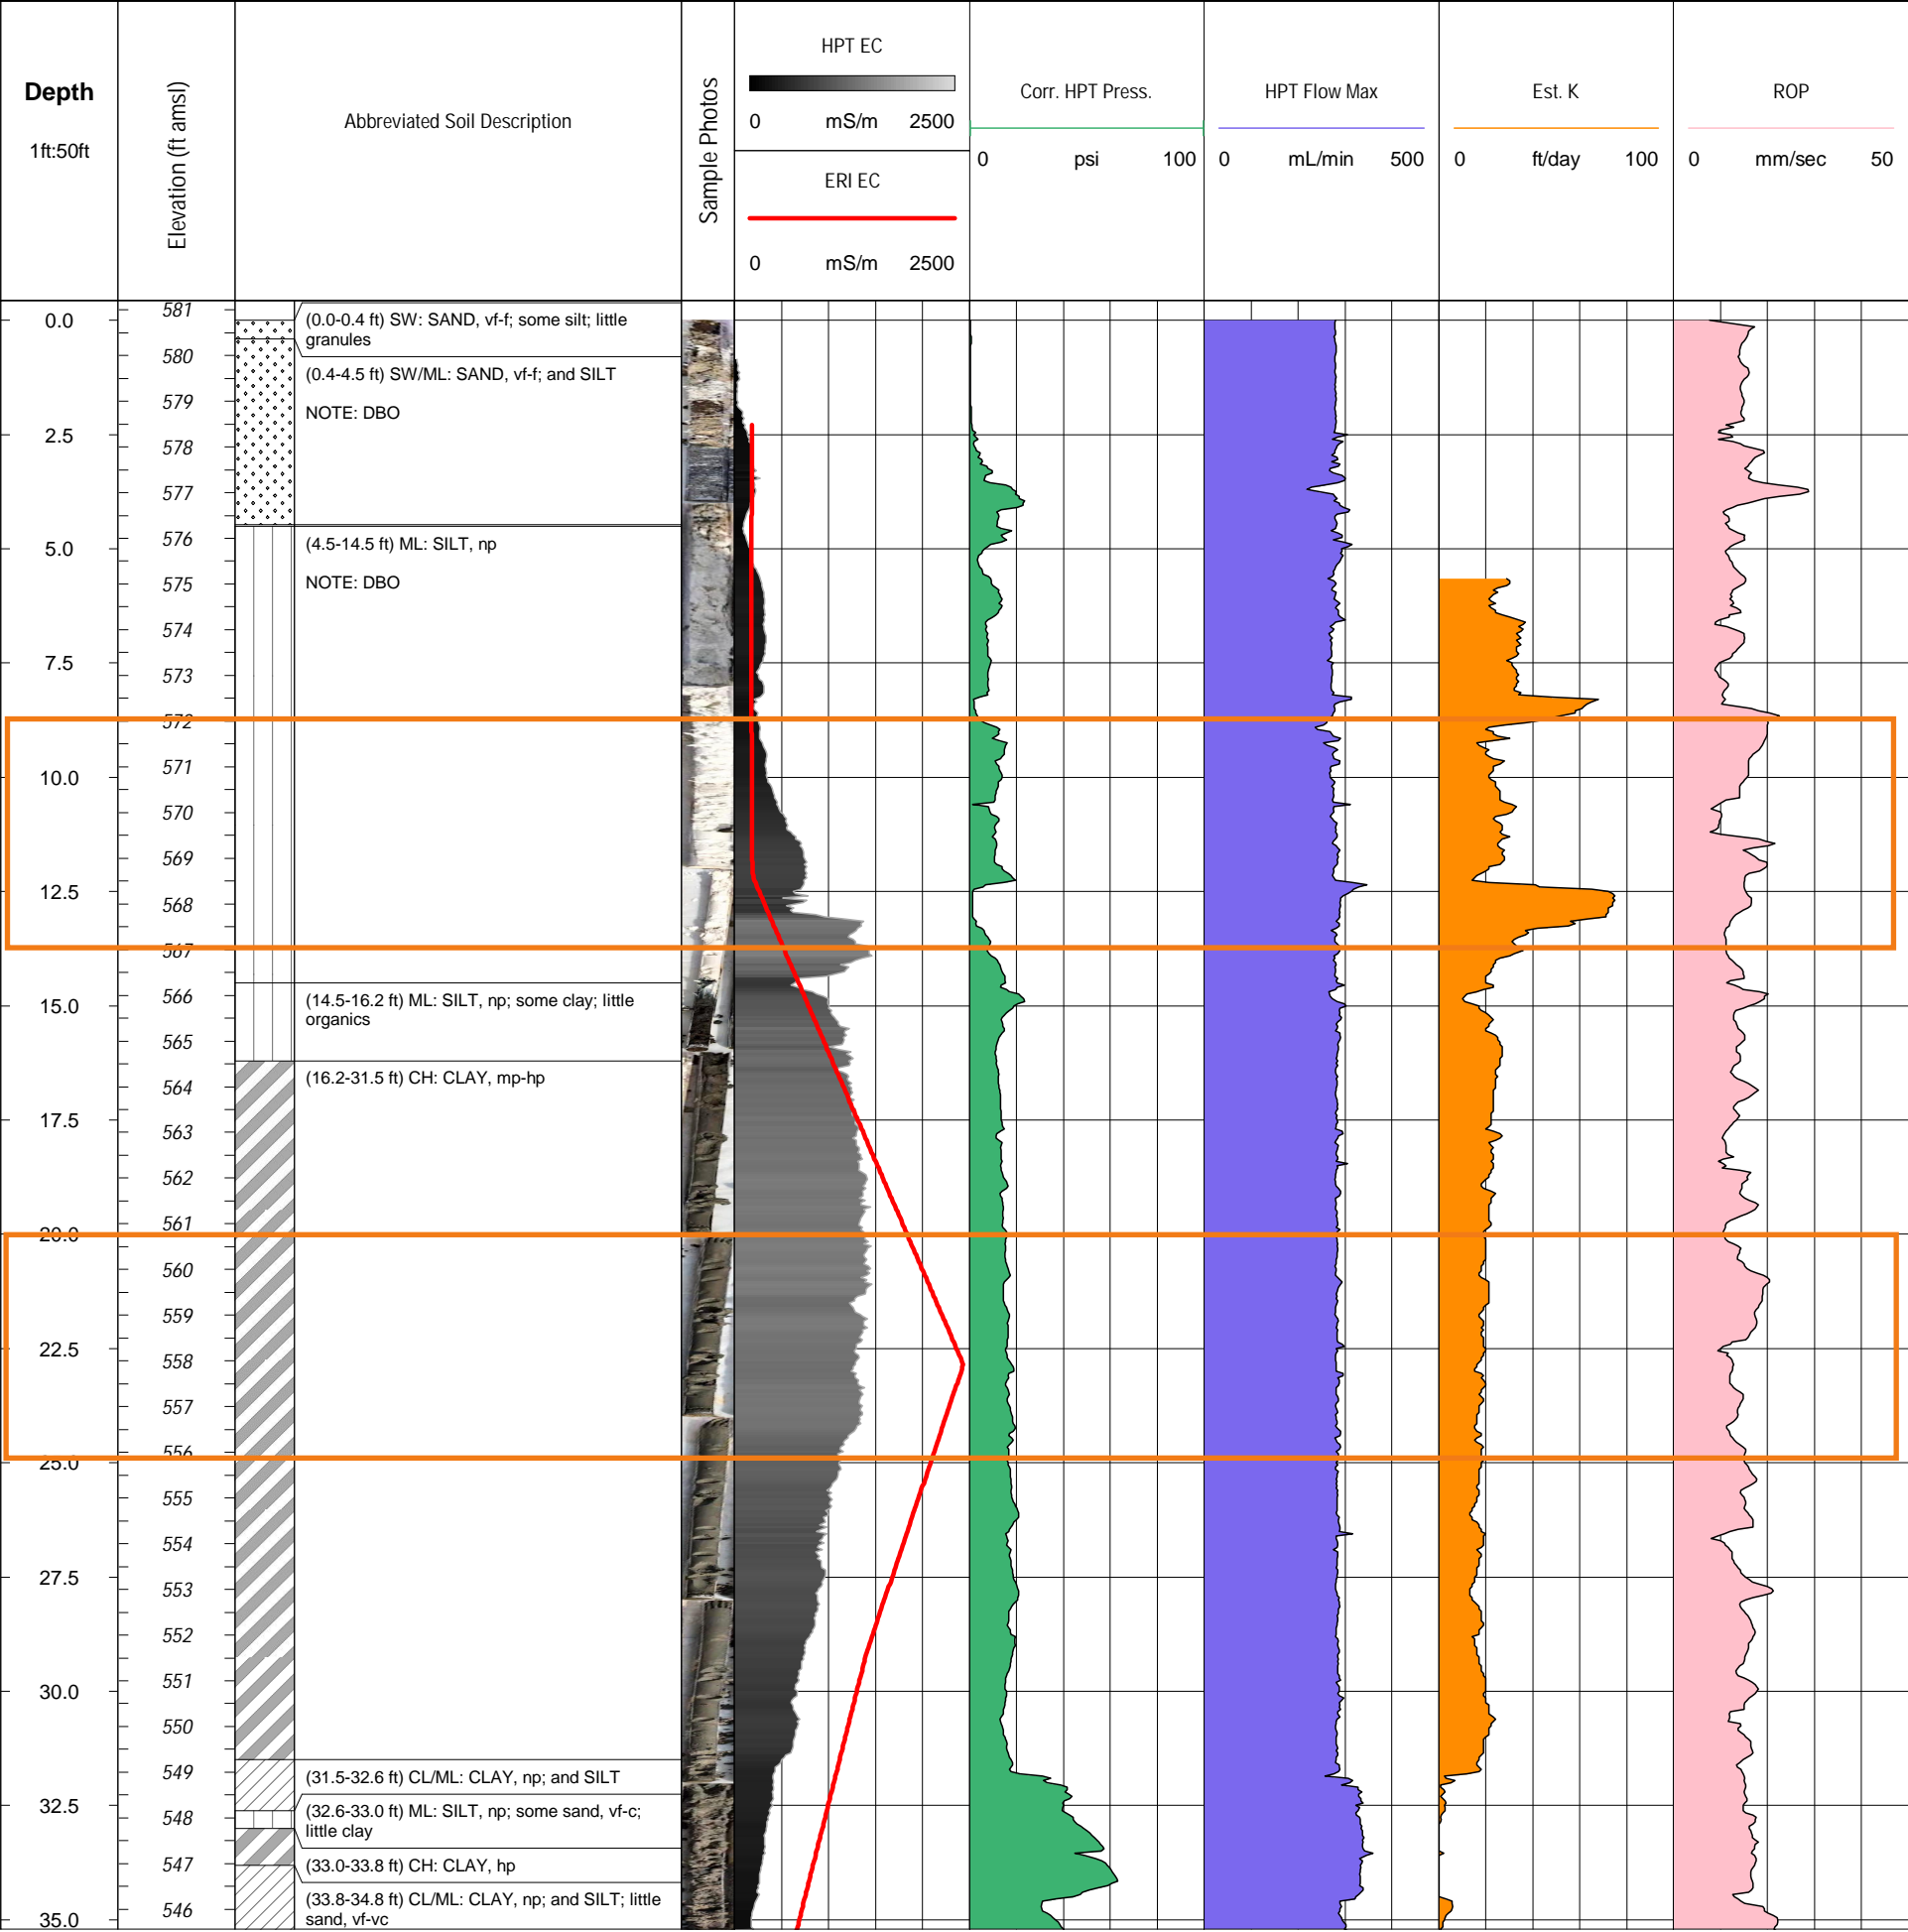 Depth
1ft:50ft
Elevation (ft amsl)
Abbreviated Soil Description
Sample Photos
HPT EC
0 mS/m 2500
ERI EC
0 mS/m 2500
Corr. HPT Press.
0 psi 100
HPT Flow Max
0 mL/min 500
Est. K
0 ft/day 100
ROP
0 mm/sec 50
0.0
2.5
5.0
7.5
10.0
12.5
15.0
17.5
20.0
22.5
25.0
27.5
30.0
32.5
35.0
581
580
579
578
577
576
575
574
573
572
571
570
569
568
567
566
565
564
563
562
561
560
559
558
557
556
555
554
553
552
551
550
549
548
547
546
(0.0-0.4 ft) SW: SAND, vf-f; some silt; little
granules
(0.4-4.5 ft) SW/ML: SAND, vf-f; and SILT
NOTE: DBO
(4.5-14.5 ft) ML: SILT, np
NOTE: DBO
(14.5-16.2 ft) ML: SILT, np; some clay; little
organics
(16.2-31.5 ft) CH: CLAY, mp-hp
(31.5-32.6 ft) CL/ML: CLAY, np; and SILT
(32.6-33.0 ft) ML: SILT, np; some sand, vf-c;
little clay
(33.0-33.8 ft) CH: CLAY, hp
(33.8-34.8 ft) CL/ML: CLAY, np; and SILT; little
sand, vf-vc